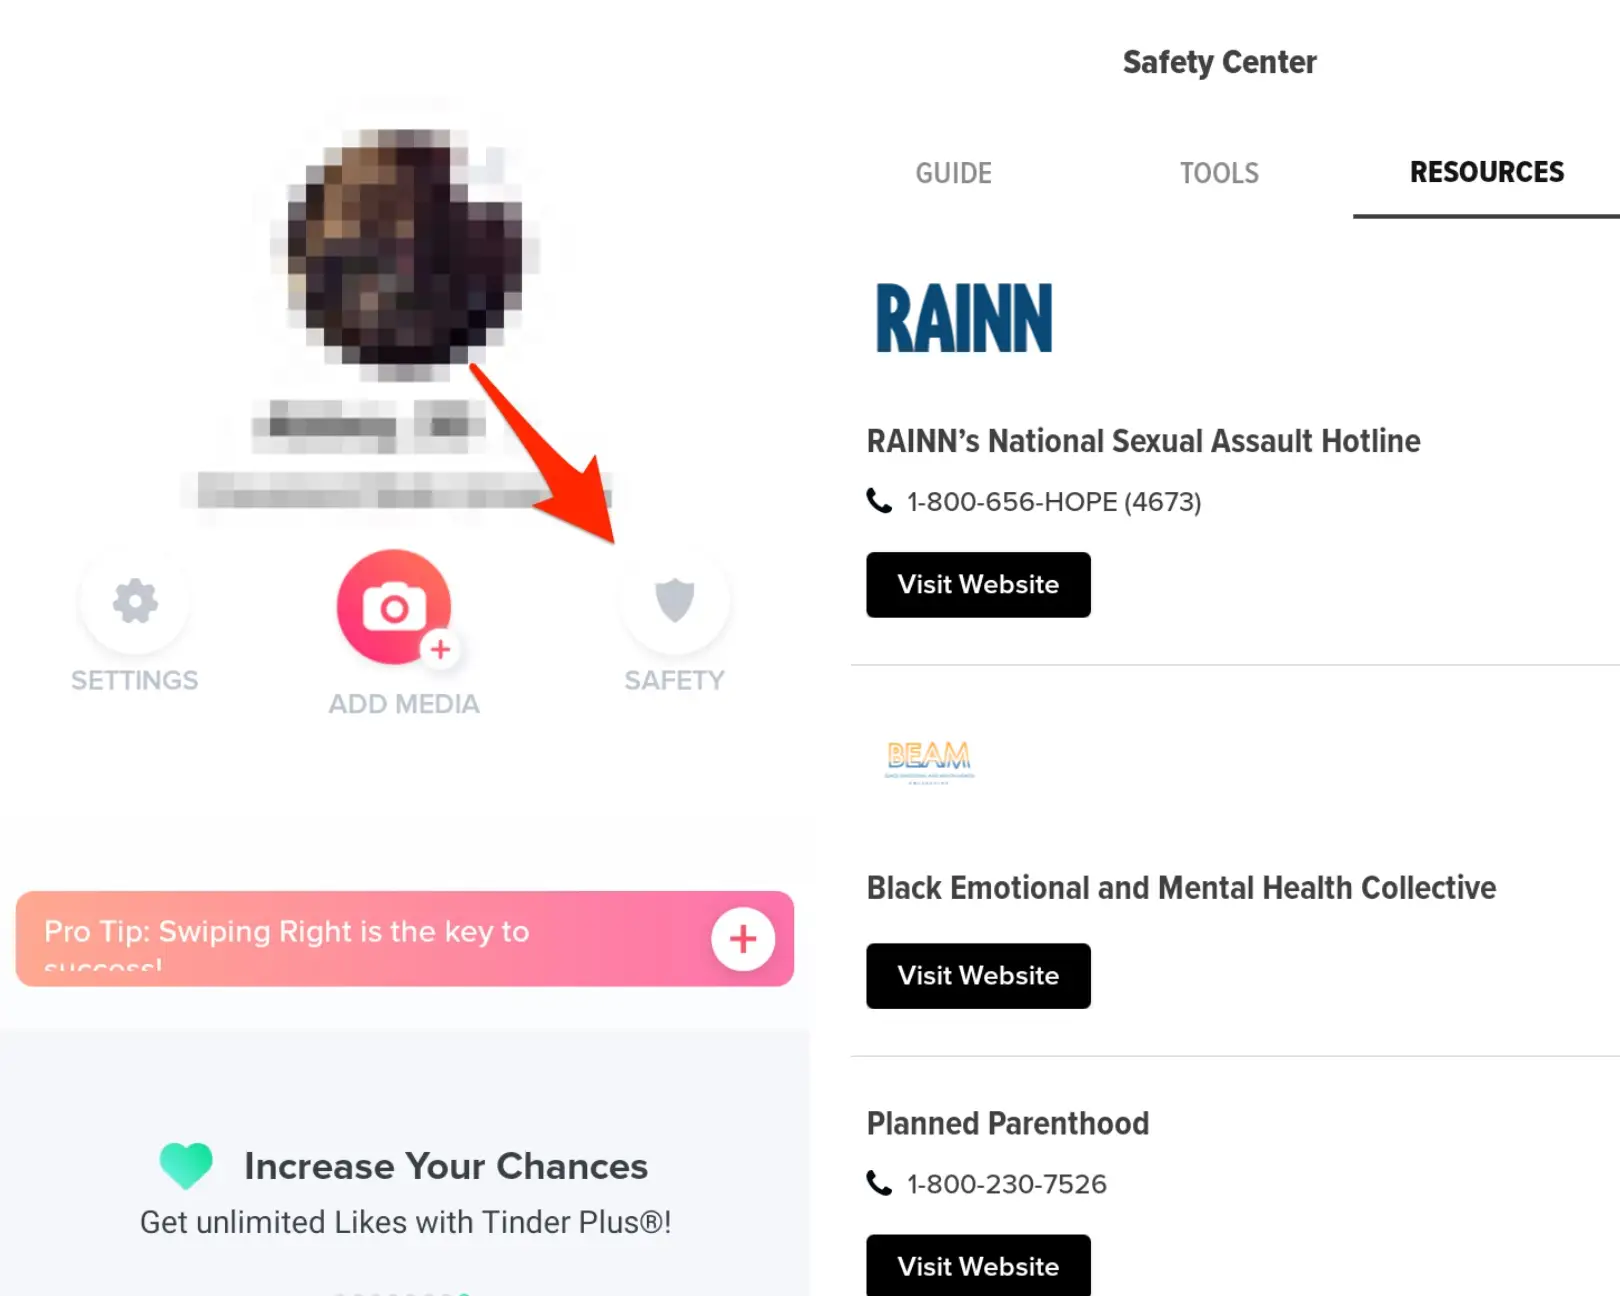 SETTINGS
ADD MEDIA
SAFETY
Pro Tip: Swiping Right is the key to
success!
Increase Your Chances
Get unlimited Likes with Tinder Plus®!
Safety Center
GUIDE
TOOLS
RESOURCES
RAINN
RAINN’s National Sexual Assault Hotline
1-800-656-HOPE (4673)
Visit Website
BEAM
Black Emotional and Mental Health Collective
Visit Website
Planned Parenthood
1-800-230-7526
Visit Website